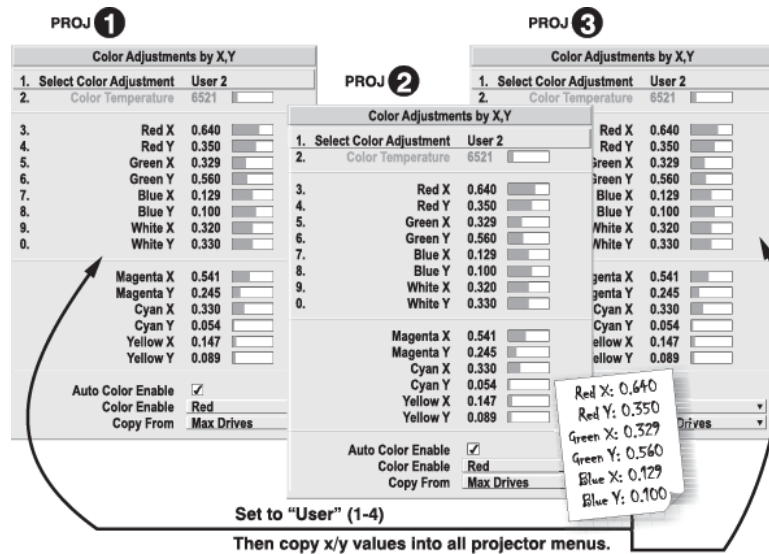 PROJ 1
Color Adjustments by X,Y
1. Select Color Adjustment User 2
2. Color Temperature 6521
3. Red X 0.640
4. Red Y 0.350
5. Green X 0.329
6. Green Y 0.560
7. Blue X 0.129
8. Blue Y 0.100
9. White X 0.320
0. White Y 0.330
Magenta X 0.541
Magenta Y 0.245
Cyan X 0.330
Cyan Y 0.054
Yellow X 0.147
Yellow Y 0.089
Auto Color Enable
Color Enable Red
Copy From Max Drives
PROJ 2
Color Adjustments by X,Y
1. Select Color Adjustment User 2
2. Color Temperature 6521
3. Red X 0.640
4. Red Y 0.350
5. Green X 0.329
6. Green Y 0.560
7. Blue X 0.129
8. Blue Y 0.100
9. White X 0.320
0. White Y 0.330
Magenta X 0.541
Magenta Y 0.245
Cyan X 0.330
Cyan Y 0.054
Yellow X 0.147
Yellow Y 0.089
Auto Color Enable
Color Enable Red
Copy From Max Drives
PROJ 3
Color Adjustments by X,Y
1. Select Color Adjustment User 2
2. Color Temperature 6521
Red X 0.640
Red Y 0.350
Green X 0.329
Green Y 0.560
Blue X 0.129
Blue Y 0.100
White X 0.320
White Y 0.330
genta X 0.541
genta Y 0.245
Cyan X 0.330
Cyan Y 0.054
ellow X 0.147
ellow Y 0.089
Drives
Red X: 0.640
Red Y: 0.350
Green X: 0.329
Green Y: 0.560
Blue X: 0.129
Blue Y: 0.100
Set to “User” (1-4)
Then copy x/y values into all projector menus.